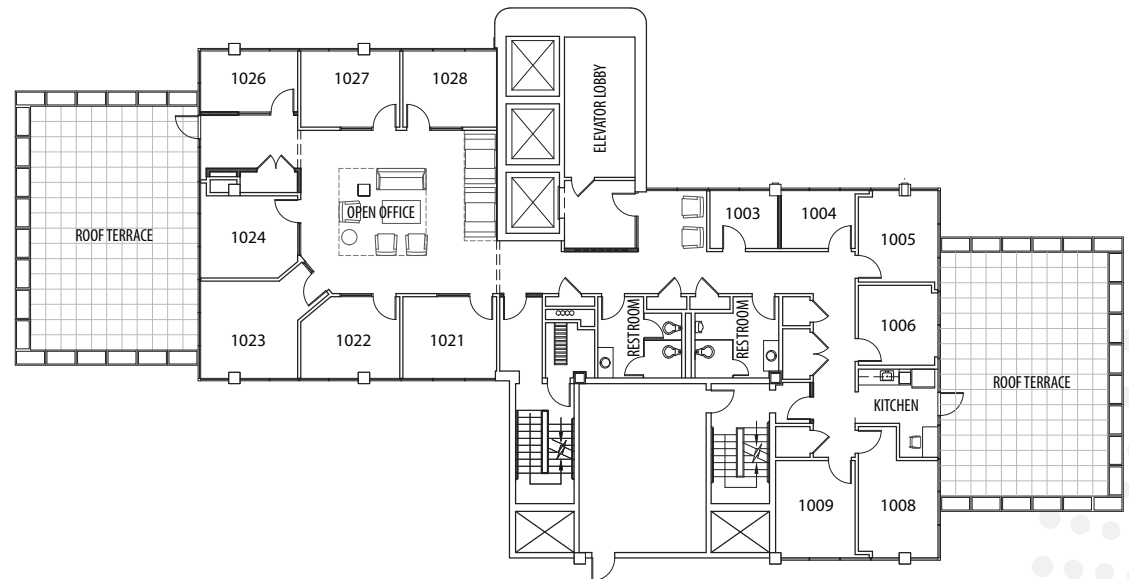 1026
1027
1028
ELEVATOR LOBBY
1003
1004
1005
ROOF TERRACE
1024
OPEN OFFICE
1023
1022
1021
RESTROOM
RESTROOM
1006
KITCHEN
ROOF TERRACE
1009
1008